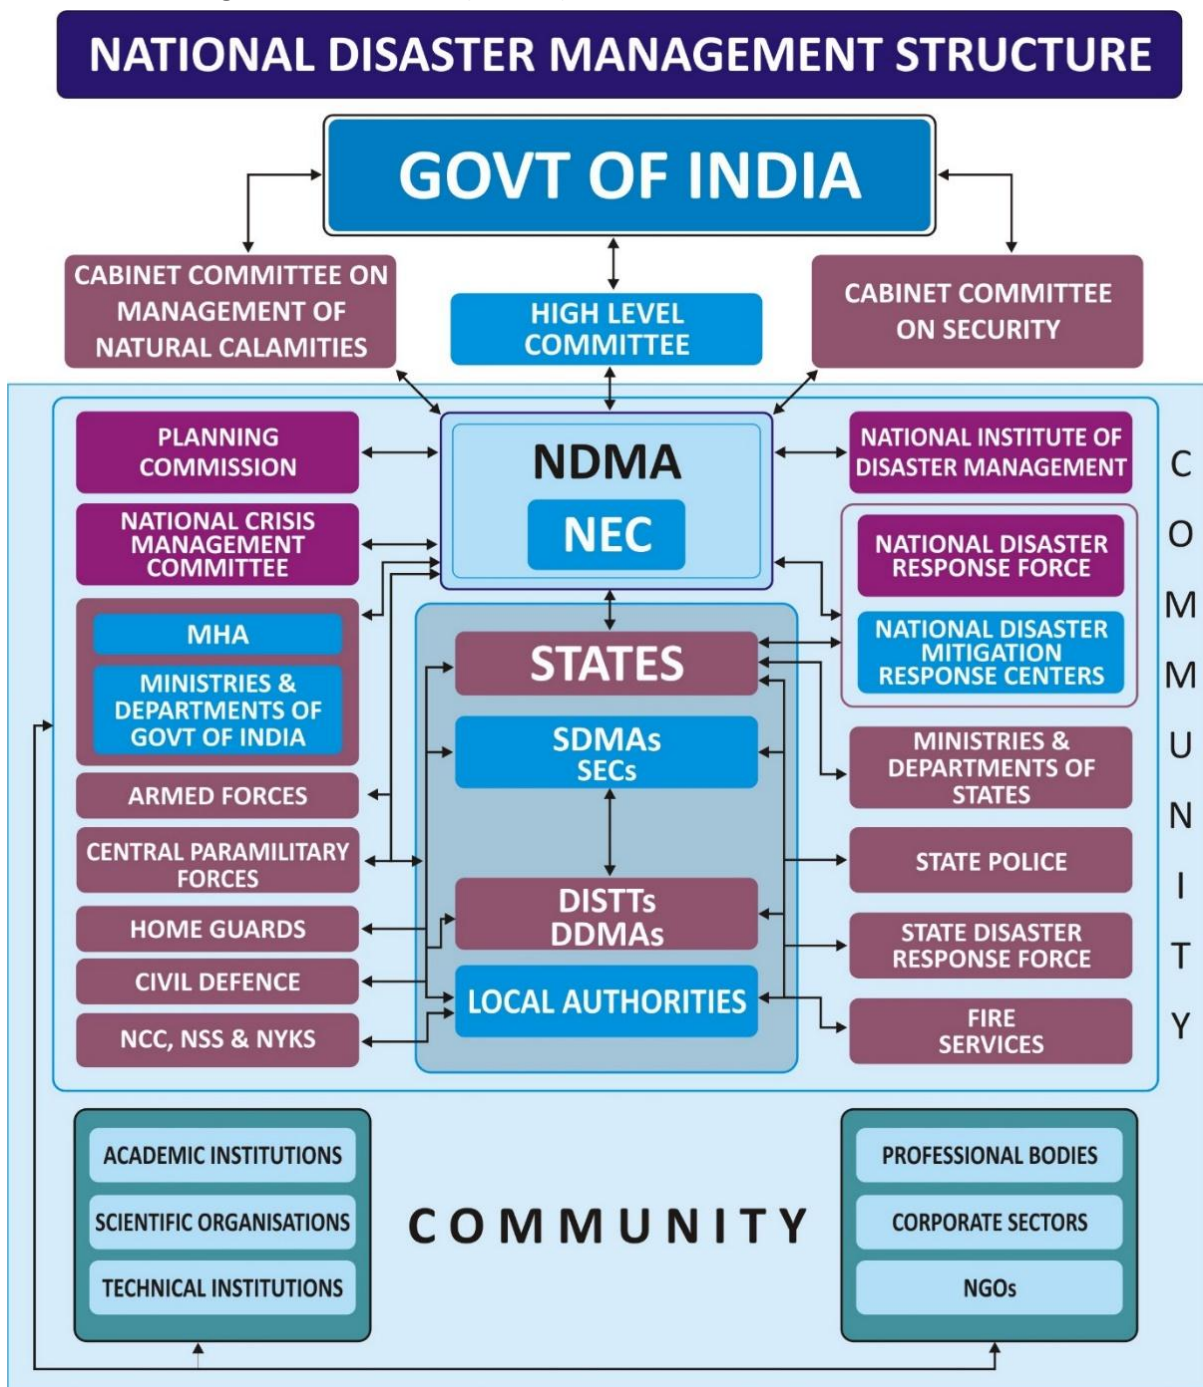 NATIONAL DISASTER MANAGEMENT STRUCTURE
GOVT OF INDIA
CABINET COMMITTEE ON
MANAGEMENT OF
NATURAL CALAMITIES
HIGH LEVEL
COMMITTEE
CABINET COMMITTEE
ON SECURITY
PLANNING
COMMISSION
NATIONAL CRISIS
MANAGEMENT
COMMITTEE
MHA
MINISTRIES &
DEPARTMENTS OF
GOVT OF INDIA
ARMED FORCES
CENTRAL PARAMILITARY
FORCES
HOME GUARDS
CIVIL DEFENCE
NCC, NSS & NYKS
NDMA
NEC
STATES
SDMAs
SECs
DISTTs
DDMAs
LOCAL AUTHORITIES
NATIONAL INSTITUTE OF
DISASTER MANAGEMENT
NATIONAL DISASTER
RESPONSE FORCE
NATIONAL DISASTER
MITIGATION
RESPONSE CENTERS
MINISTRIES &
DEPARTMENTS OF
STATES
STATE POLICE
STATE DISASTER
RESPONSE FORCE
FIRE
SERVICES
COMMUNITY
ACADEMIC INSTITUTIONS
SCIENTIFIC ORGANISATIONS
TECHNICAL INSTITUTIONS
COMMUNITY
PROFESSIONAL BODIES
CORPORATE SECTORS
NGOs